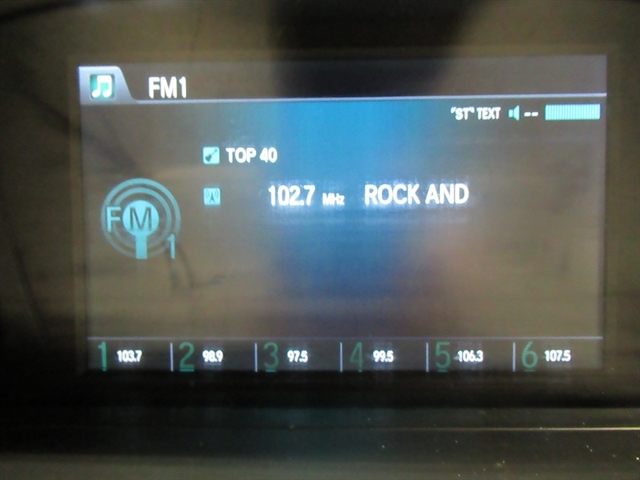 FM1
"ST" TEXT --
TOP 40
102.7 MHz ROCK AND
FM
1
1 103.7 2 98.9 3 97.5 4 99.5 5 106.3 6 107.5